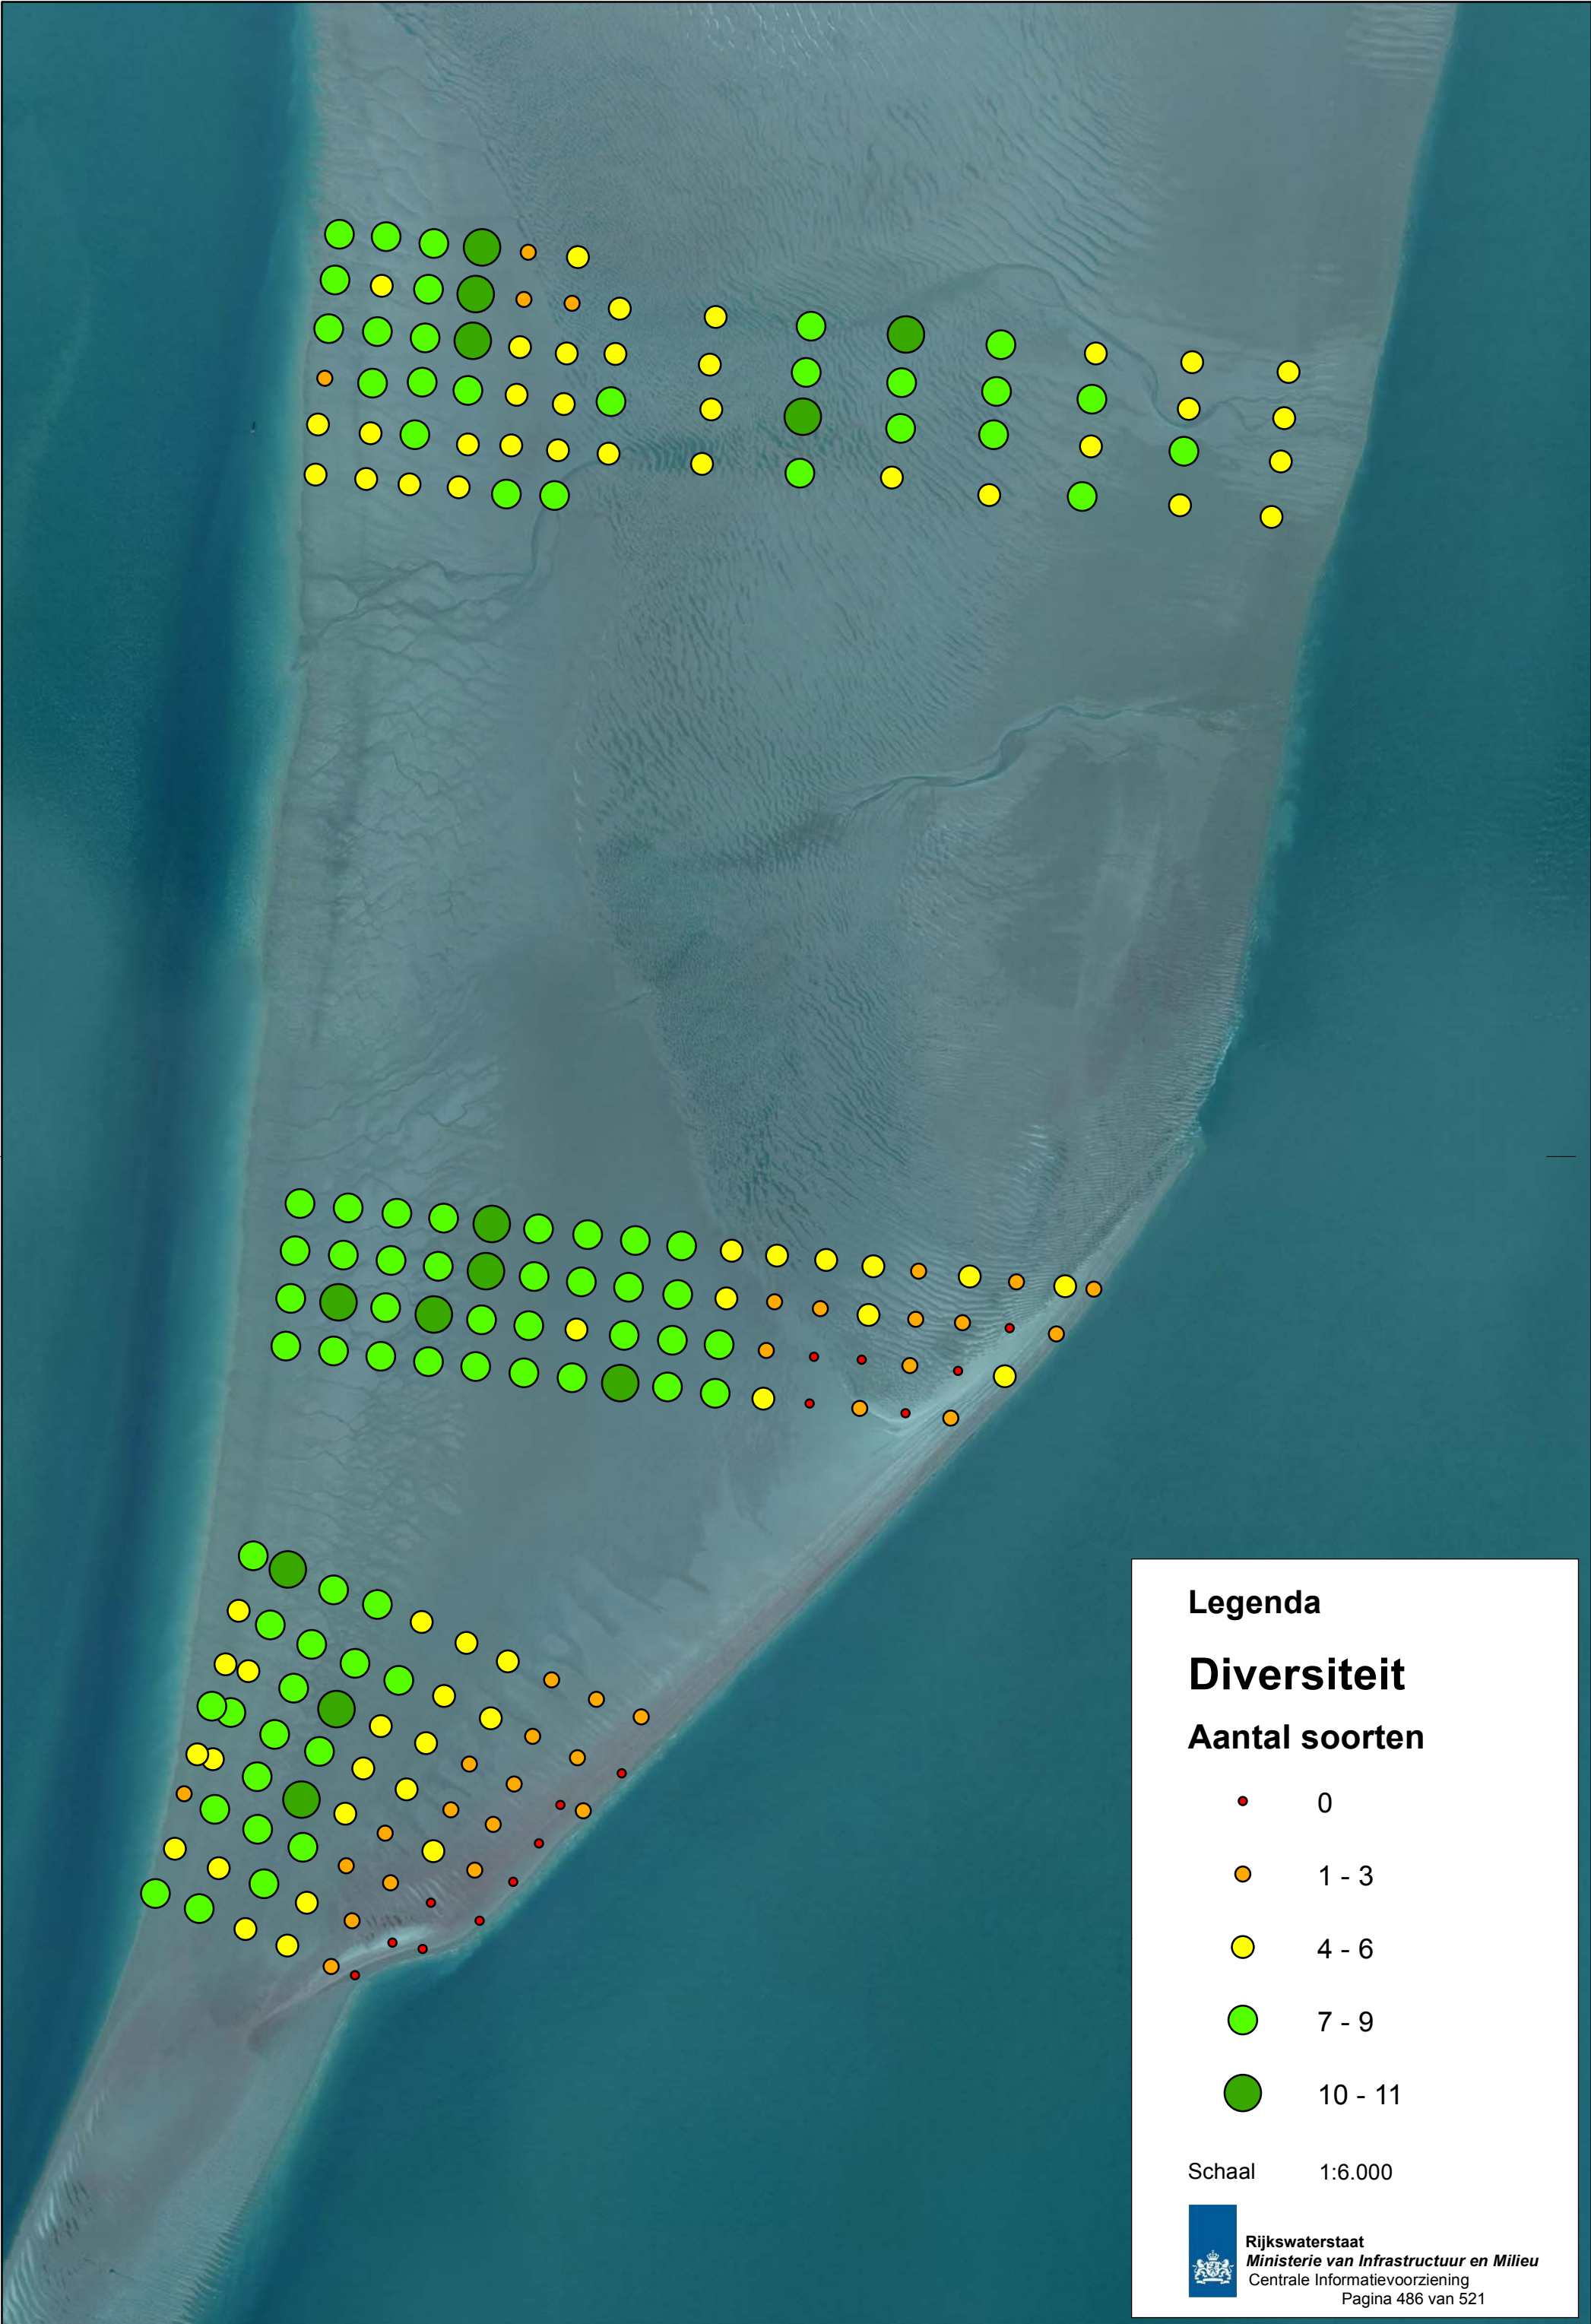 Legenda
Diversiteit
Aantal soorten
0
1 - 3
4 - 6
7 - 9
10 - 11
Schaal 1:6.000
Rijkswaterstaat
Ministerie van Infrastructuur en Milieu
Centrale Informatievoorziening
Pagina 486 van 521